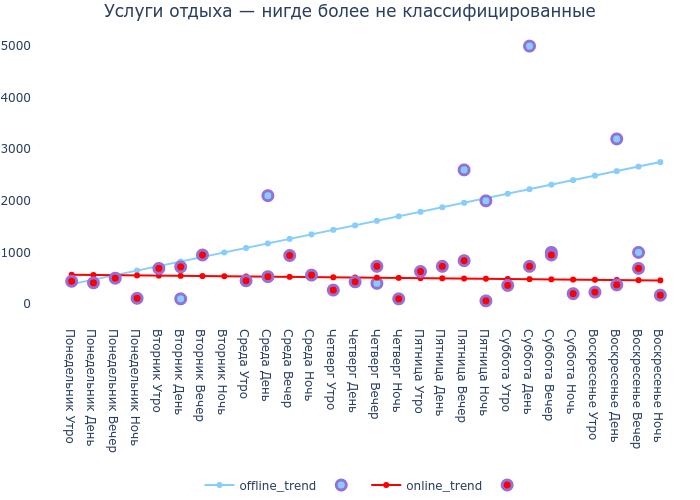 Услуги отдыха — нигде более не классифицированные
5000
4000
3000
2000
1000
0
Понедельник Утро
Понедельник День
Понедельник Вечер
Понедельник Ночь
Вторник Утро
Вторник День
Вторник Вечер
Вторник Ночь
Среда Утро
Среда День
Среда Вечер
Среда Ночь
Четверг Утро
Четверг День
Четверг Вечер
Четверг Ночь
Пятница Утро
Пятница День
Пятница Вечер
Пятница Ночь
Суббота Утро
Суббота День
Суббота Вечер
Суббота Ночь
Воскресенье Утро
Воскресенье День
Воскресенье Вечер
Воскресенье Ночь
offline_trend online_trend